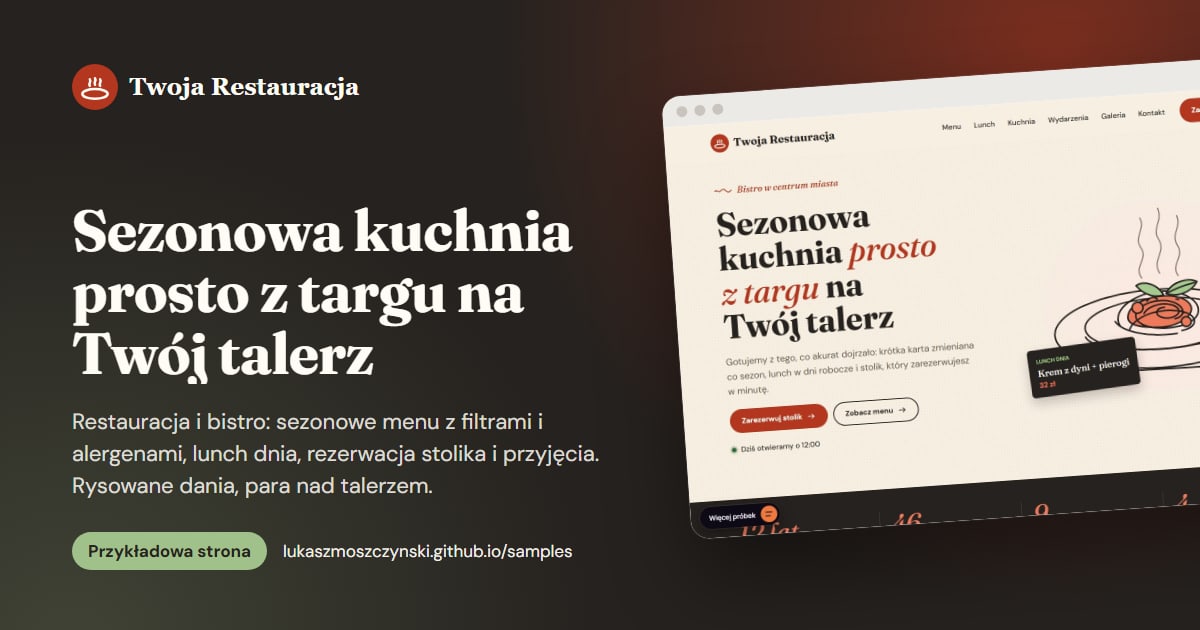 Twoja Restauracja
Sezonowa kuchnia
prosto z targu na
Twój talerz
Restauracja i bistro: sezonowe menu z filtrami i
alergenami, lunch dnia, rezerwacja stolika i przyjęcia.
Rysowane dania, para nad talerzem.
Przykładowa strona
lukaszmoszczynski.github.io/samples
Twoja Restauracja
Menu Lunch Kuchnia Wydarzenia Galeria Kontakt
Bistro w centrum miasta
Sezonowa
kuchnia prosto
z targu na
Twój talerz
Gotujemy z tego, co akurat dojrzało: krótka karta zmieniana
co sezon, lunch w dni robocze i stolik, który zarezerwujesz
w minutę.
Zarezerwuj stolik → Zobacz menu →
Dziś otwieramy o 12:00
LUNCH DNIA
Krem z dyni + pierogi
32 zł
Więcej próbek
12 lat 46 9